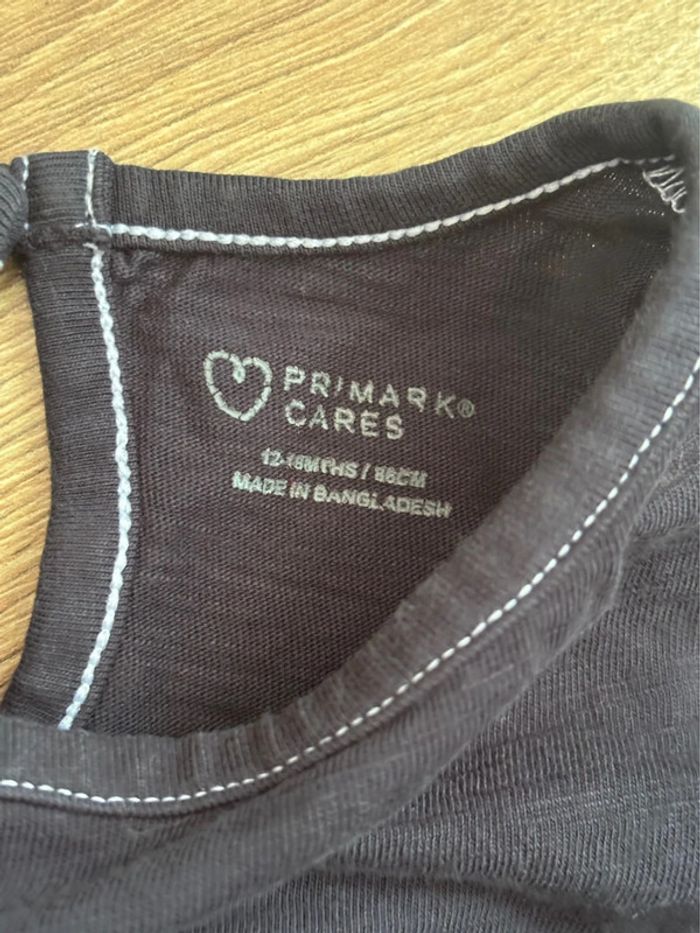 PRIMARK®
CARES
12-18MTHS / 86CM
MADE IN BANGLADESH